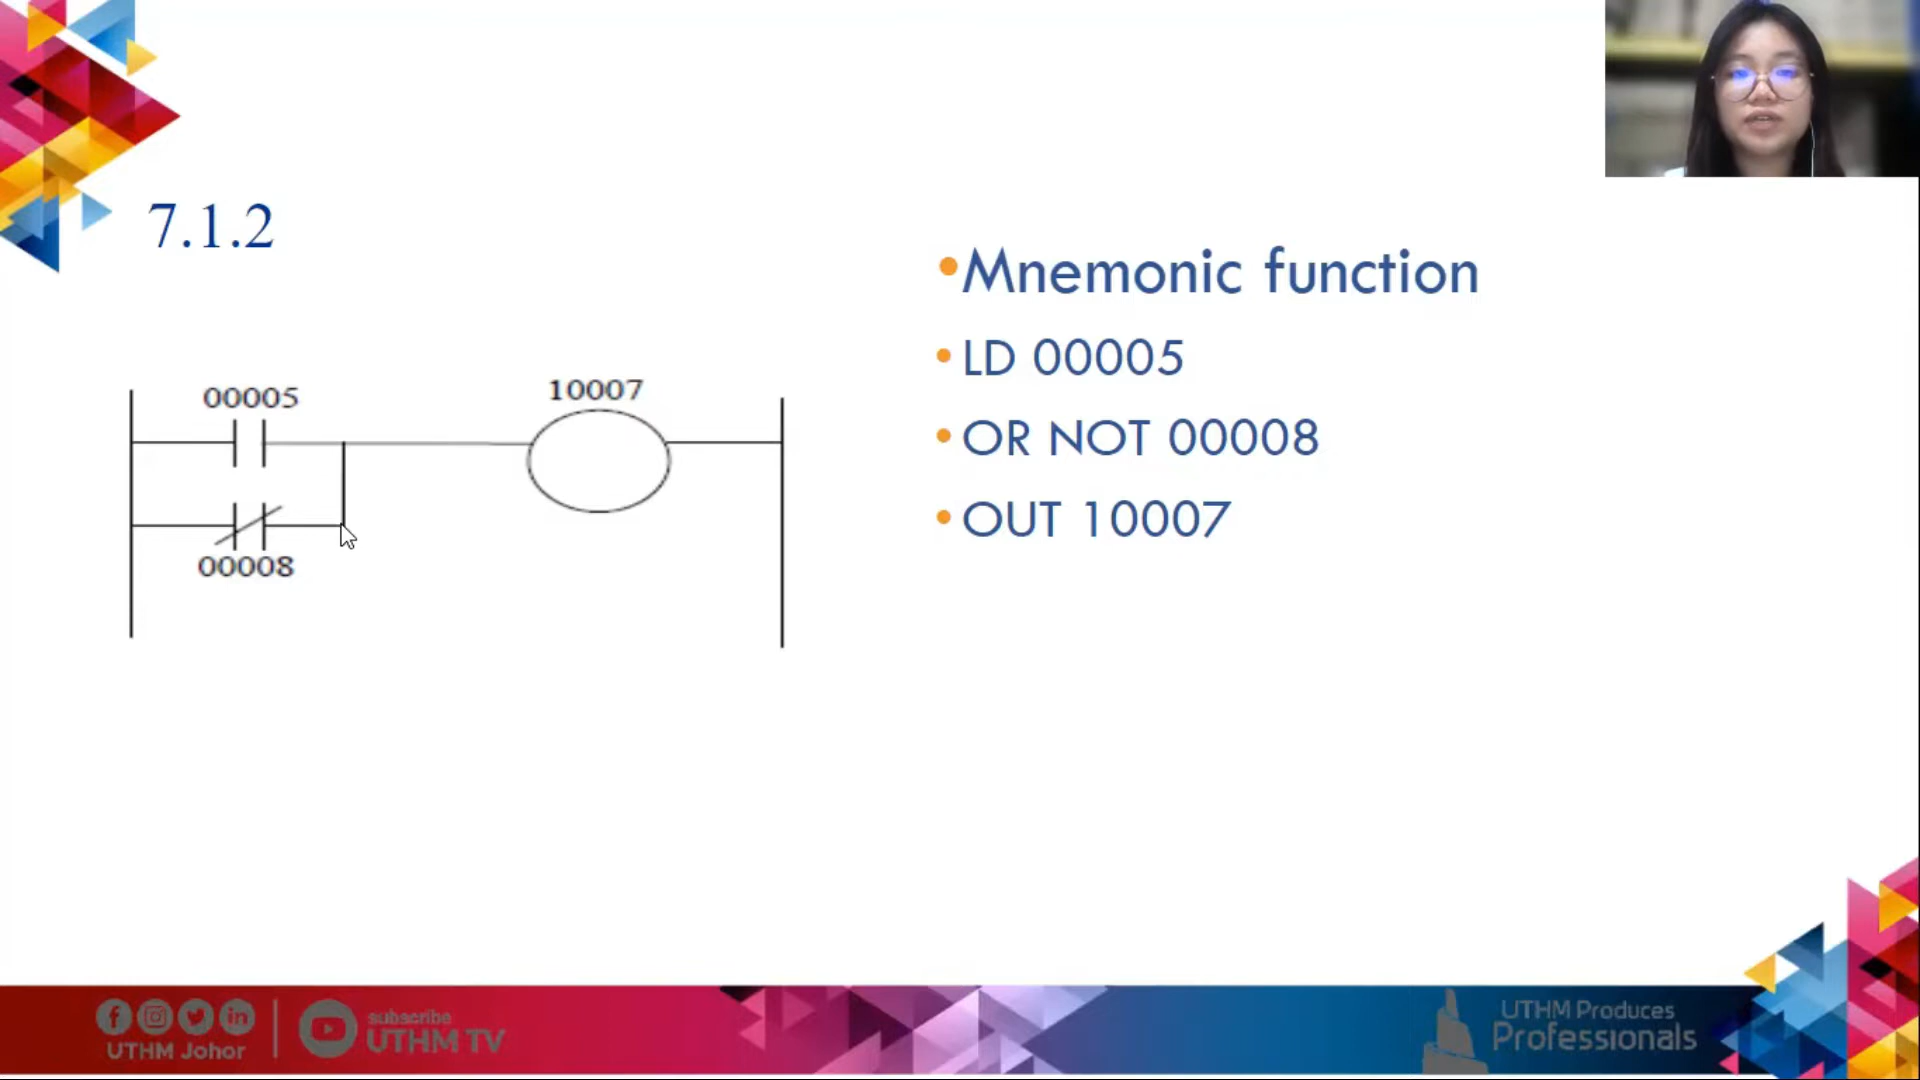 7.1.2
00005
10007
00008
•Mnemonic function
• LD 00005
• OR NOT 00008
• OUT 10007
UTHM Johor
subscribe
UTHM TV
UTHM Produces
Professionals